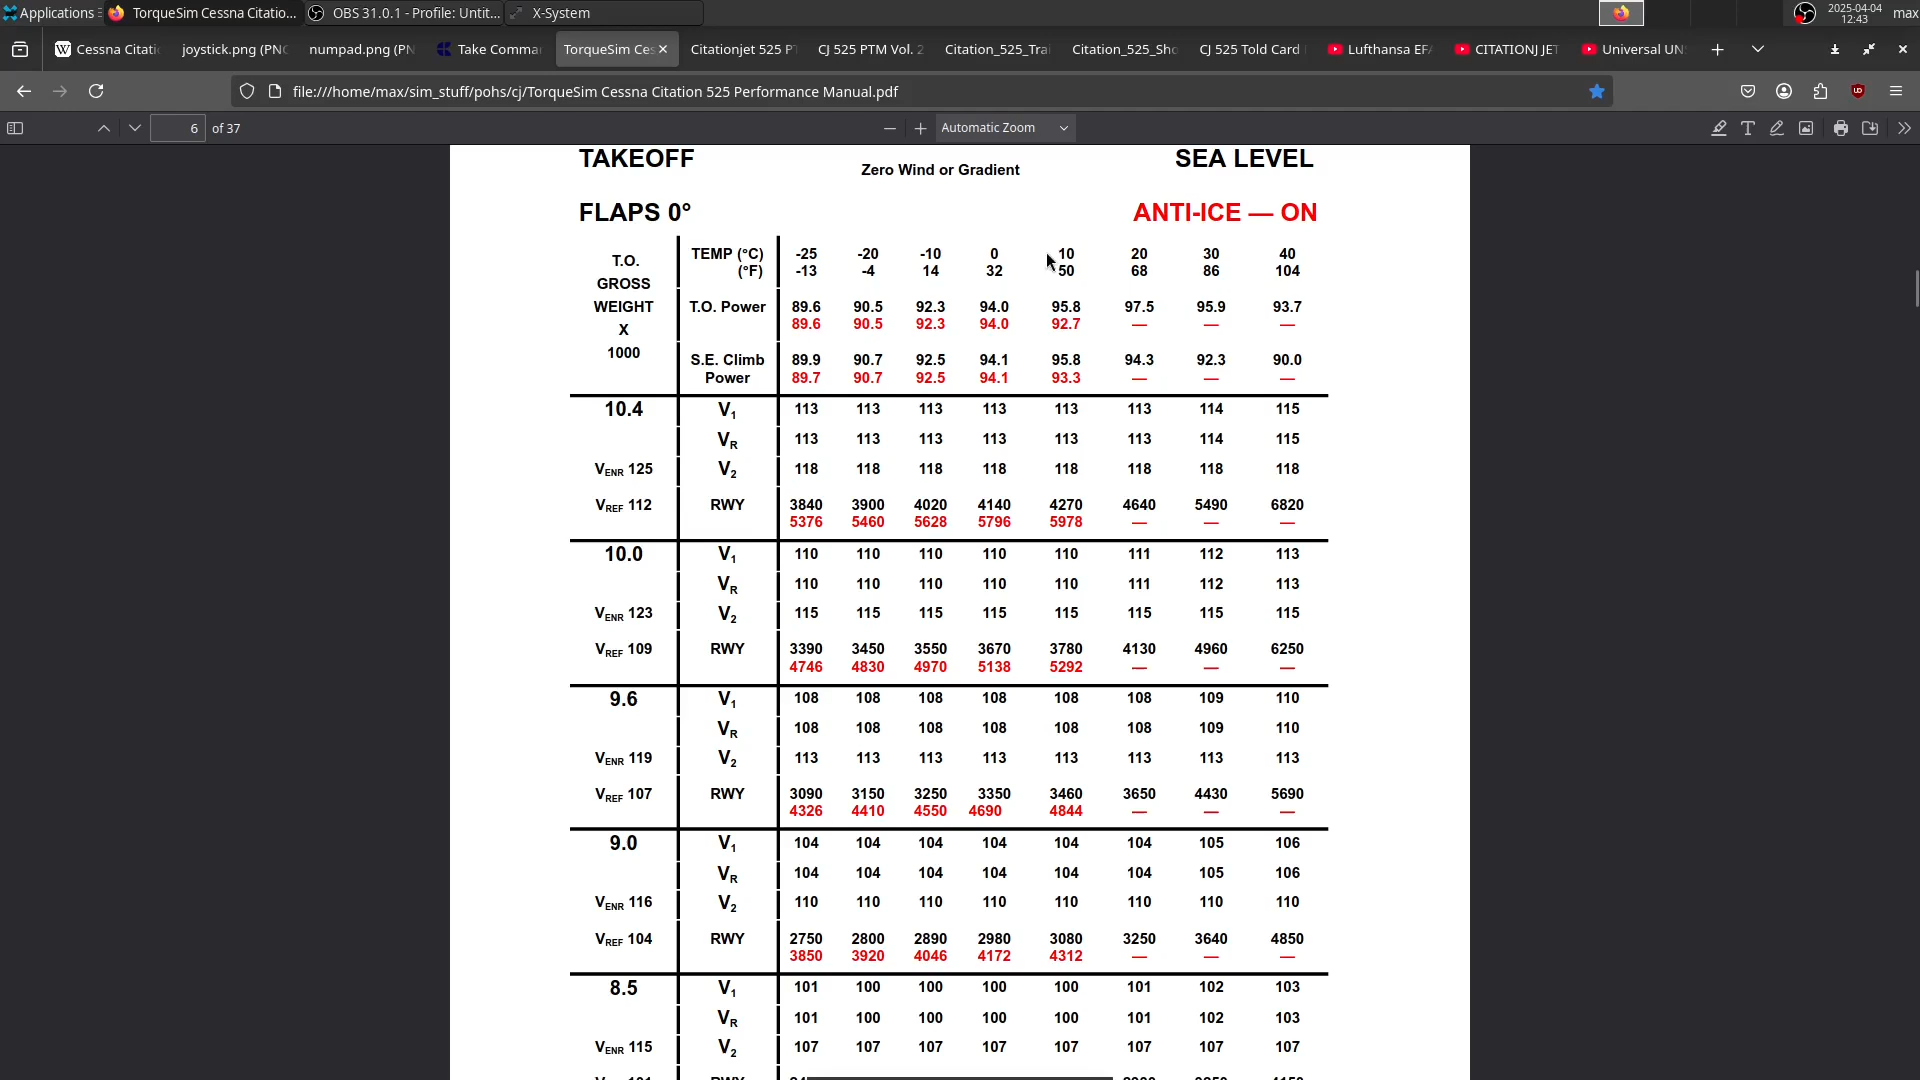 Applications
TorqueSim Cessna Citatio...
OBS 31.0.1 - Profile: Untit...
X-System
2025-04-04
12:43
max
Cessna Citati
joystick.png (PNG
numpad.png (PN
Take Comma
TorqueSim Ces
Citationjet 525 P
CJ 525 PTM Vol. 2
Citation_525_Tra
Citation_525_Sho
CJ 525 Told Card
Lufthansa EF
CITATIONJ JET
Universal UN
file:///home/max/sim_stuff/pohs/cj/TorqueSim Cessna Citation 525 Performance Manual.pdf
6 of 37
Automatic Zoom
TAKEOFF Zero Wind or Gradient SEA LEVEL
FLAPS 0° ANTI-ICE — ON
T.O. GROSS WEIGHT X 1000
TEMP (°C) -25 -20 -10 0 10 20 30 40
(°F) -13 -4 14 32 50 68 86 104
T.O. Power 89.6 90.5 92.3 94.0 95.8 97.5 95.9 93.7
89.6 90.5 92.3 94.0 92.7 — — —
S.E. Climb Power 89.9 90.7 92.5 94.1 95.8 94.3 92.3 90.0
89.7 90.7 92.5 94.1 93.3 — — —
10.4 V1 113 113 113 113 113 113 114 115
VR 113 113 113 113 113 113 114 115
VENR 125 V2 118 118 118 118 118 118 118 118
VREF 112 RWY 3840 3900 4020 4140 4270 4640 5490 6820
5376 5460 5628 5796 5978 — — —
10.0 V1 110 110 110 110 110 111 112 113
VR 110 110 110 110 110 111 112 113
VENR 123 V2 115 115 115 115 115 115 115 115
VREF 109 RWY 3390 3450 3550 3670 3780 4130 4960 6250
4746 4830 4970 5138 5292 — — —
9.6 V1 108 108 108 108 108 108 109 110
VR 108 108 108 108 108 108 109 110
VENR 119 V2 113 113 113 113 113 113 113 113
VREF 107 RWY 3090 3150 3250 3350 3460 3650 4430 5690
4326 4410 4550 4690 4844 — — —
9.0 V1 104 104 104 104 104 104 105 106
VR 104 104 104 104 104 104 105 106
VENR 116 V2 110 110 110 110 110 110 110 110
VREF 104 RWY 2750 2800 2890 2980 3080 3250 3640 4850
3850 3920 4046 4172 4312 — — —
8.5 V1 101 100 100 100 100 101 102 103
VR 101 100 100 100 100 101 102 103
VENR 115 V2 107 107 107 107 107 107 107 107